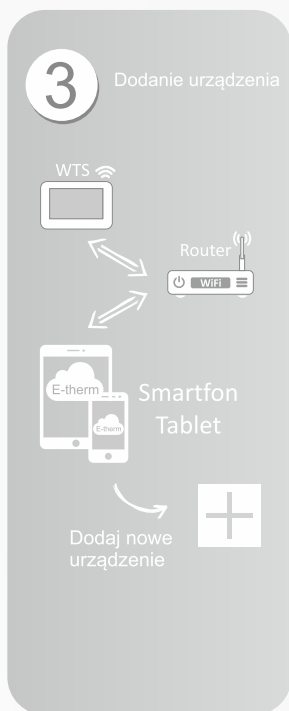 3
Dodanie urządzenia
WTS
Router
WiFi
E-therm
E-therm
Smartfon
Tablet
Dodaj nowe
urządzenie